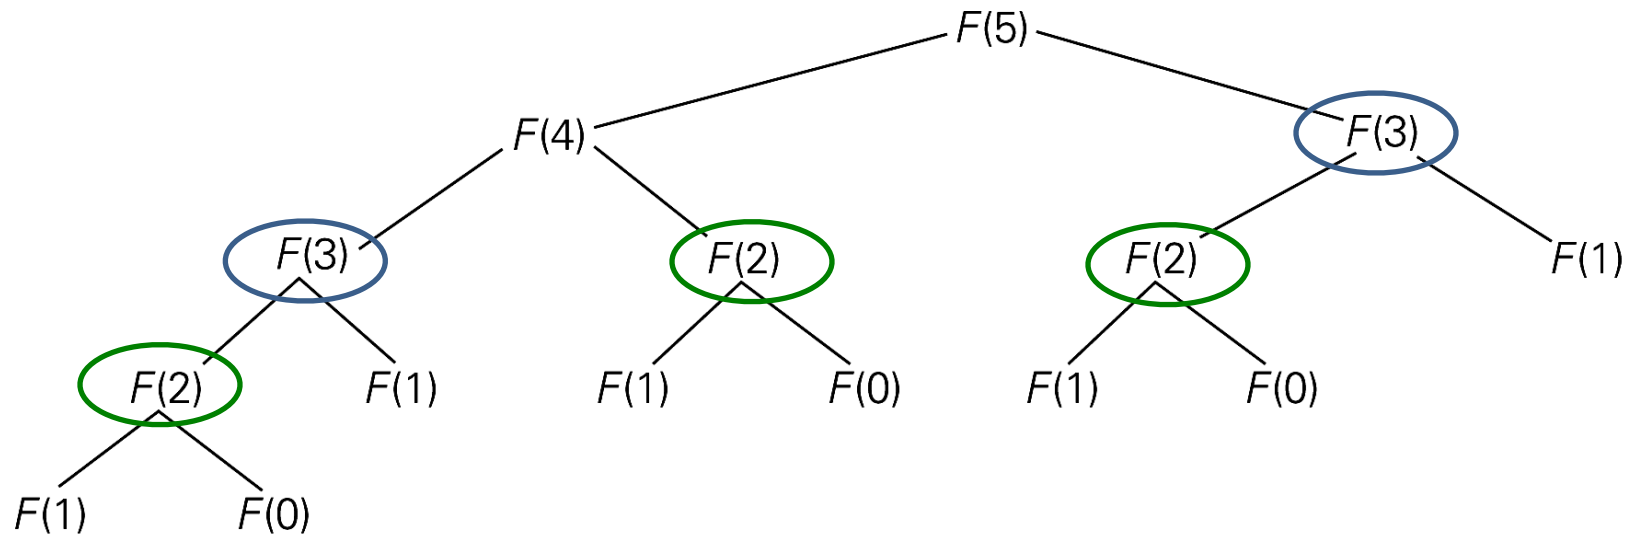 F(5)
F(4) F(3)
F(3) F(2) F(2) F(1)
F(2) F(1) F(1) F(0) F(1) F(0)
F(1) F(0)